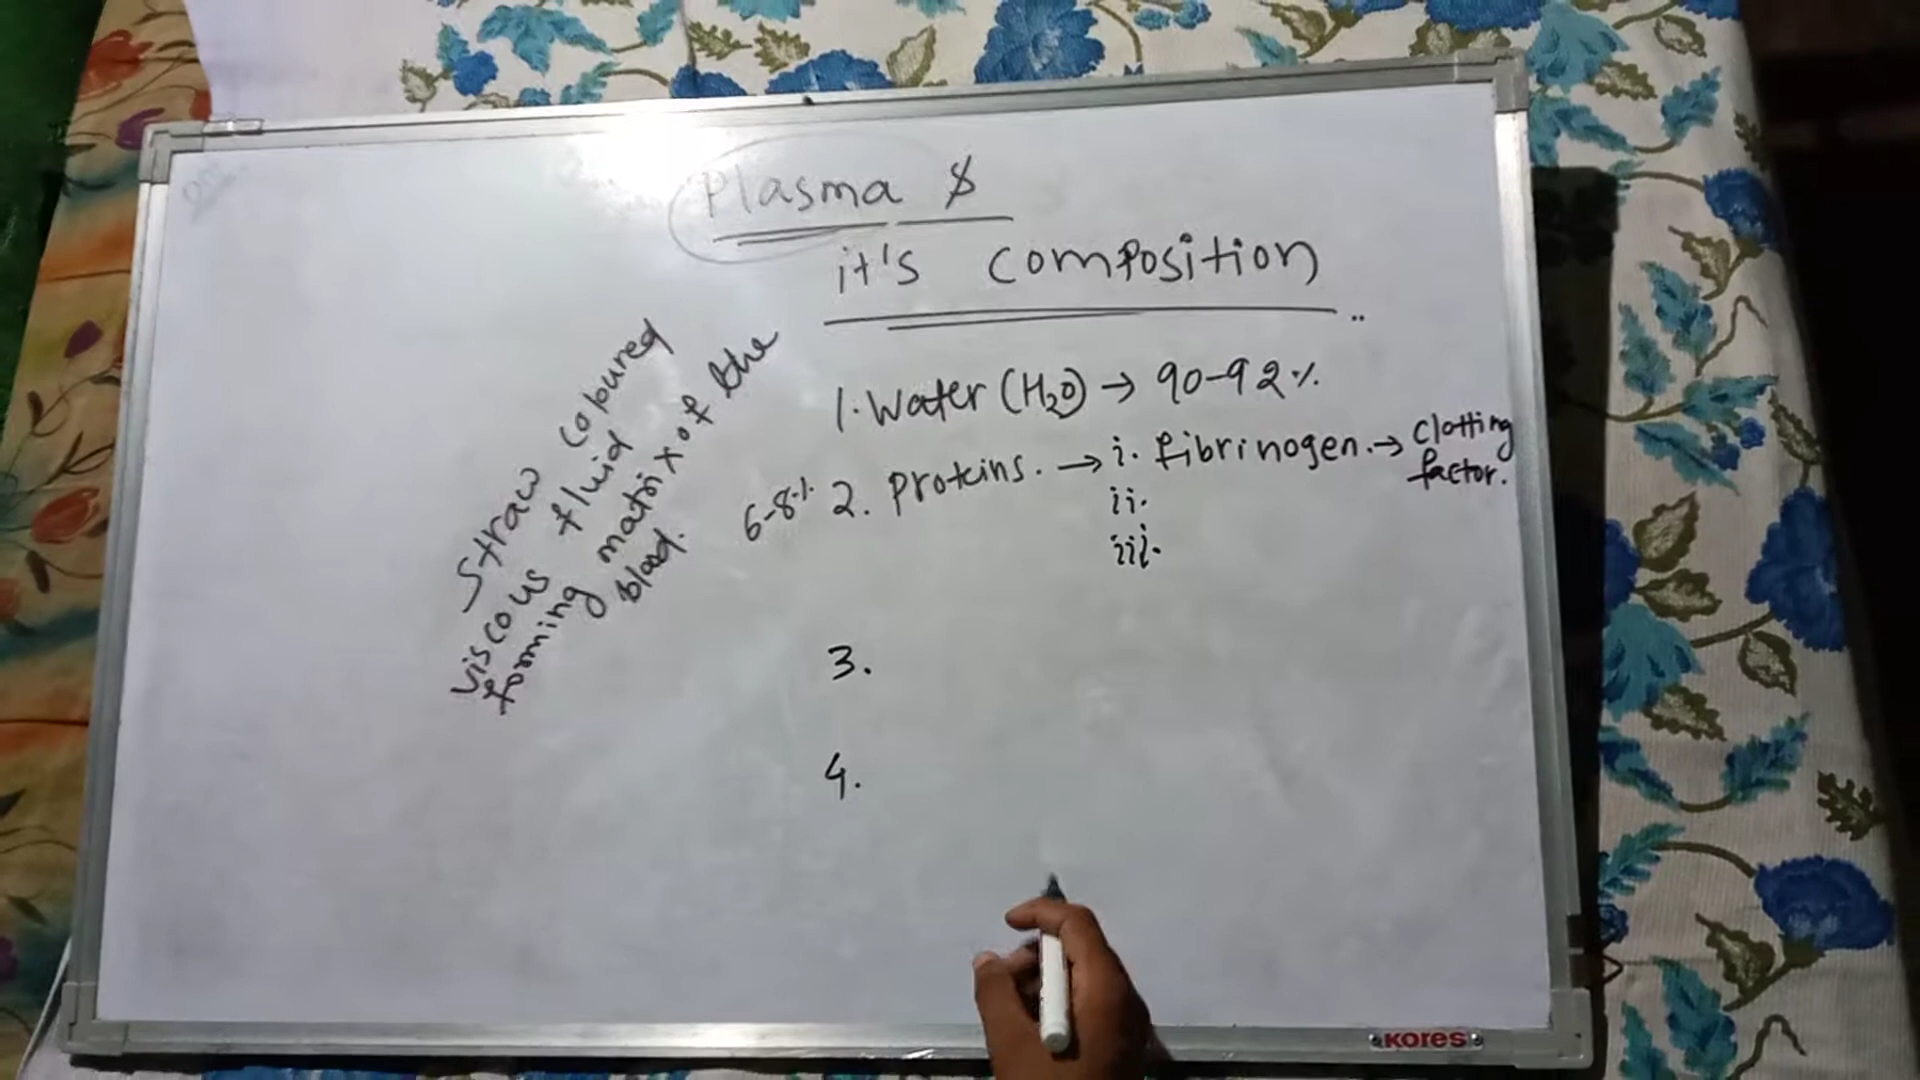 Plasma &
it's composition
straw coloured
viscous fluid
forming matrix of the
blood.
1. Water (H₂O) → 90-92%
6-8% 2. Proteins. → i. fibrinogen. → clotting
factor.
ii.
iii.
3.
4.
KORES